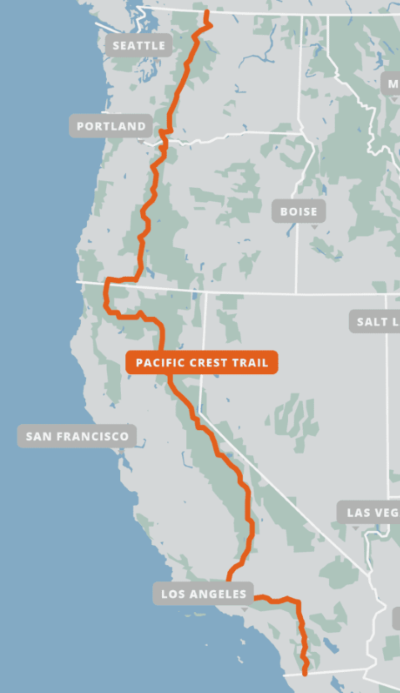 SEATTLE
PORTLAND
BOISE
SALT L
PACIFIC CREST TRAIL
SAN FRANCISCO
LAS VEG
LOS ANGELES